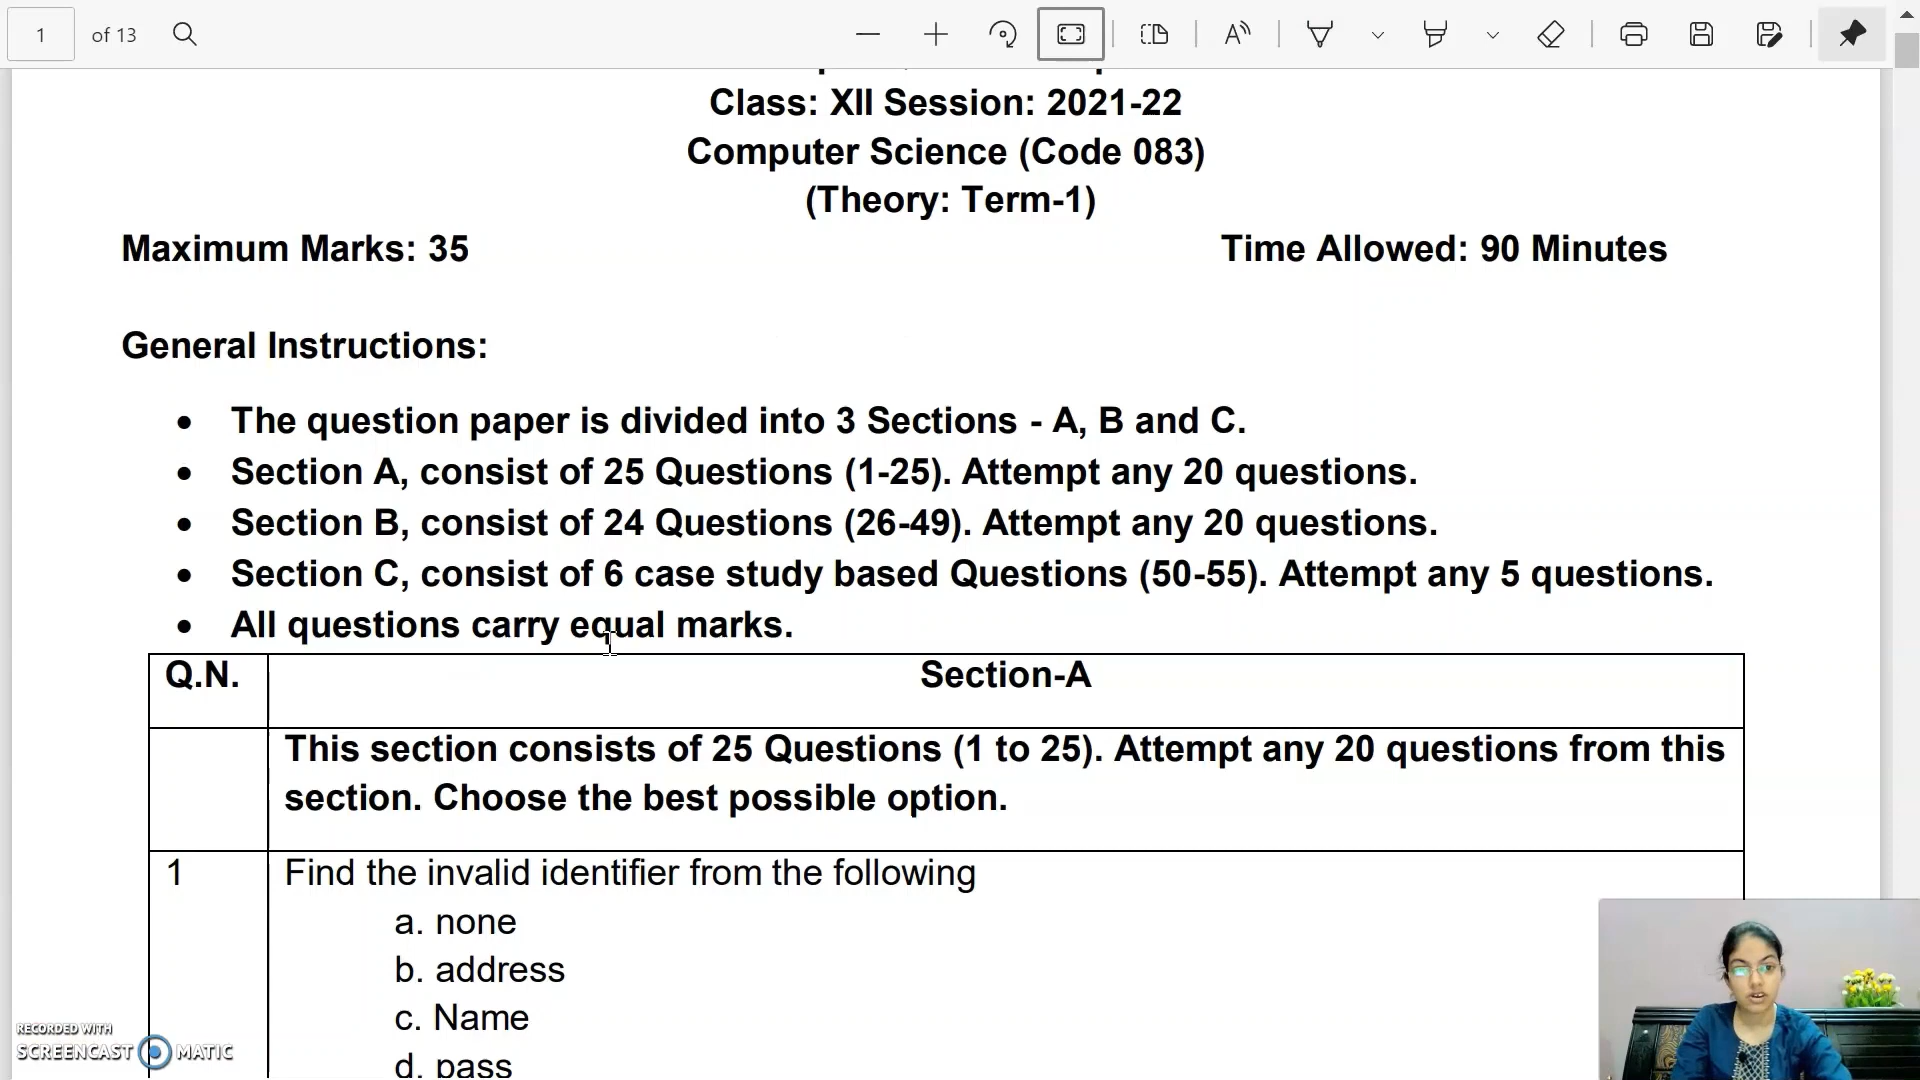 1 of 13
Class: XII Session: 2021-22
Computer Science (Code 083)
(Theory: Term-1)
Maximum Marks: 35 Time Allowed: 90 Minutes
General Instructions:
• The question paper is divided into 3 Sections - A, B and C.
• Section A, consist of 25 Questions (1-25). Attempt any 20 questions.
• Section B, consist of 24 Questions (26-49). Attempt any 20 questions.
• Section C, consist of 6 case study based Questions (50-55). Attempt any 5 questions.
• All questions carry equal marks.
Q.N. Section-A
This section consists of 25 Questions (1 to 25). Attempt any 20 questions from this
section. Choose the best possible option.
1 Find the invalid identifier from the following
a. none
b. address
c. Name
d. pass
RECORDED WITH
SCREENCAST MATIC